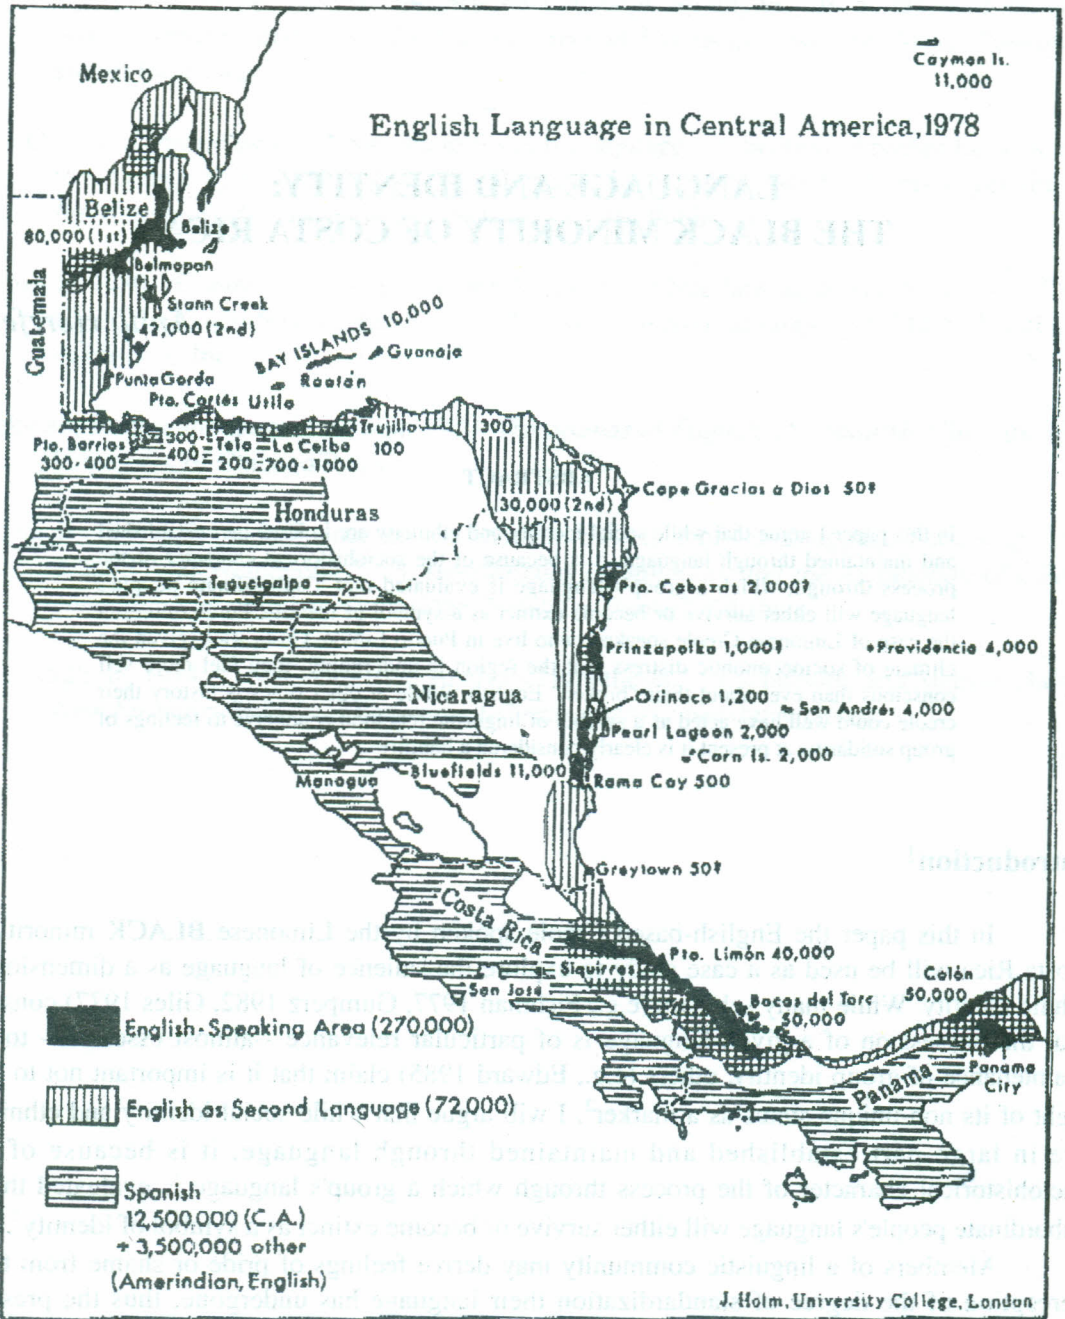 Cayman Is.
11,000
Mexico
English Language in Central America, 1978
Belize
80,000 (1st)
Belize
Belmopan
Stann Creek
42,000 (2nd)
Guatemala
BAY ISLANDS 10,000
Guanaja
Roatán
Utila
Punta Gorda
Pto. Cortés
Trujillo
100
Pto. Barrios
300-400
300-
400
Tela
200-
La Ceiba
700-1000
300
Cape Gracias a Dios 50?
30,000 (2nd)
Honduras
Tegucigalpa
Pto. Cabezas 2,000?
Prinzapolka 1,000?
Providencia 4,000
Nicaragua
Orinoco 1,200
San Andrés 4,000
Pearl Lagoon 2,000
Corn Is. 2,000
Bluefields 11,000
Managua
Rama Cay 500
Greytown 50?
Costa Rica
Pto. Limón 40,000
Siquirres
San José
Colón
50,000
Bocas del Toro
50,000
Panama
City
Panama
English-Speaking Area (270,000)
English as Second Language (72,000)
Spanish
12,500,000 (C.A.)
+ 3,500,000 other
(Amerindian, English)
J. Holm, University College, London